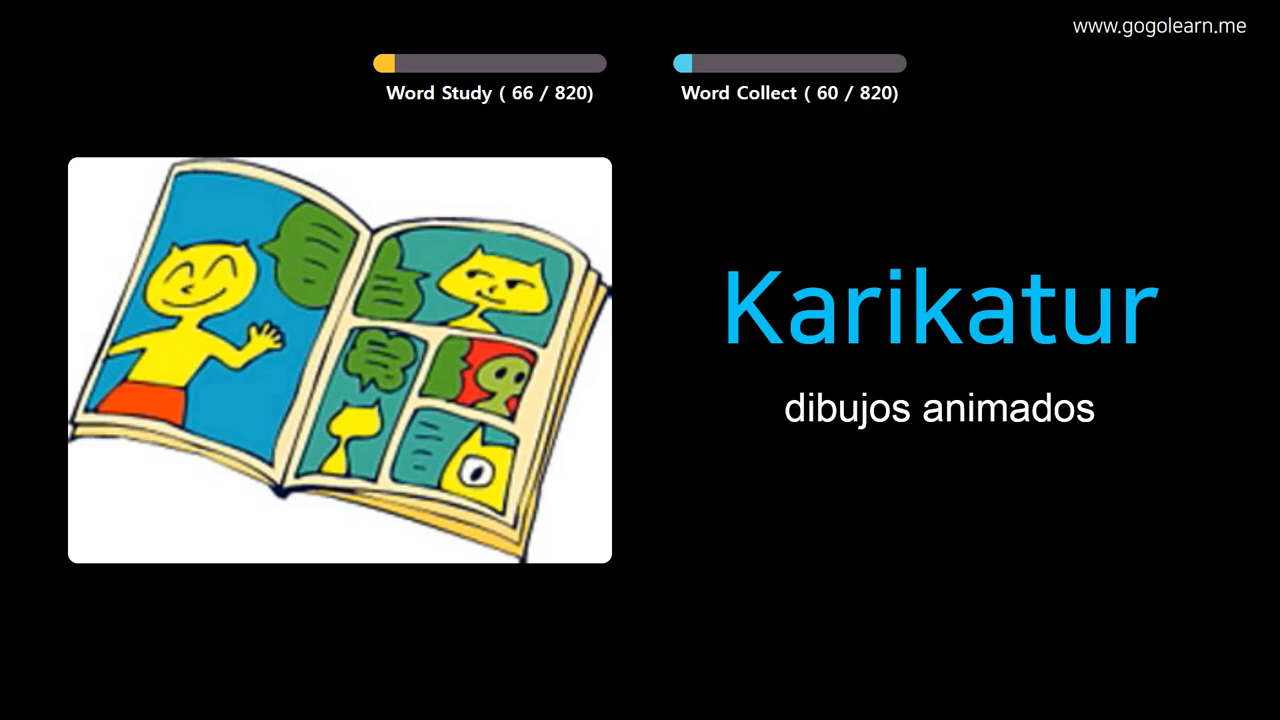 www.gogolearn.me
Word Study ( 66 / 820)
Word Collect ( 60 / 820)
Karikatur
dibujos animados